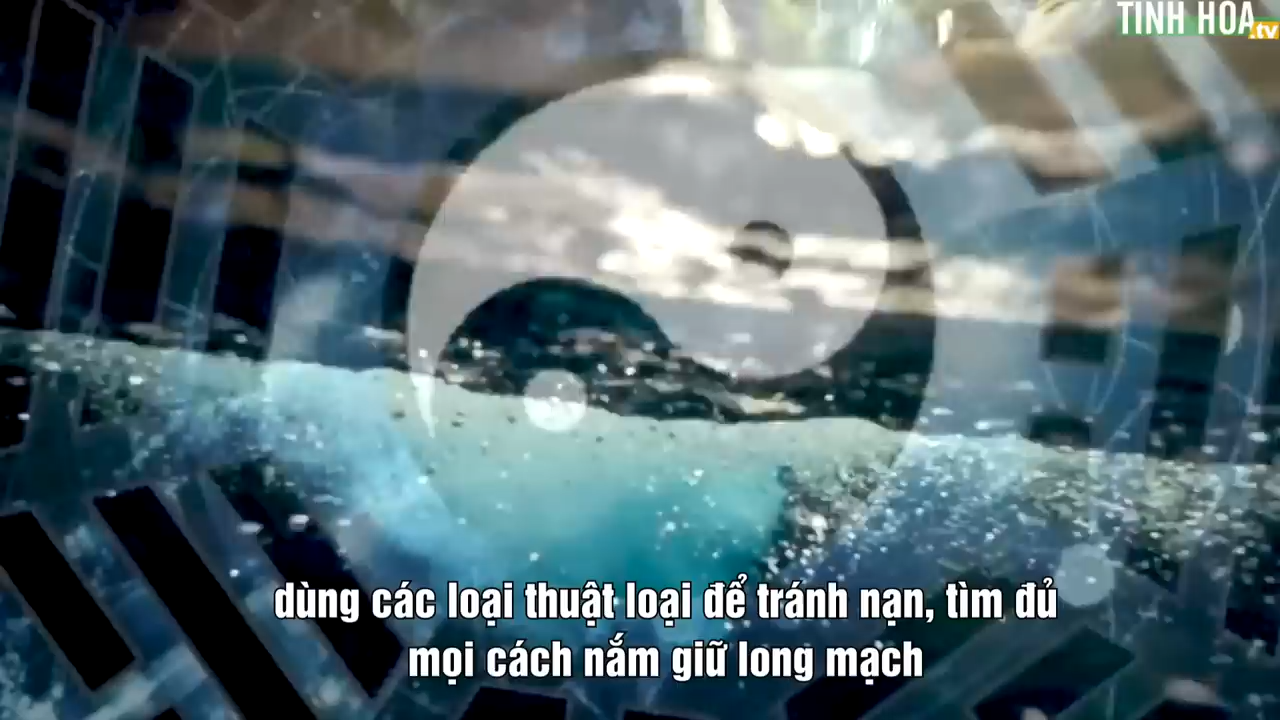 TINH HOA
.tv
dùng các loại thuật loại để tránh nạn, tìm đủ
mọi cách nắm giữ long mạch